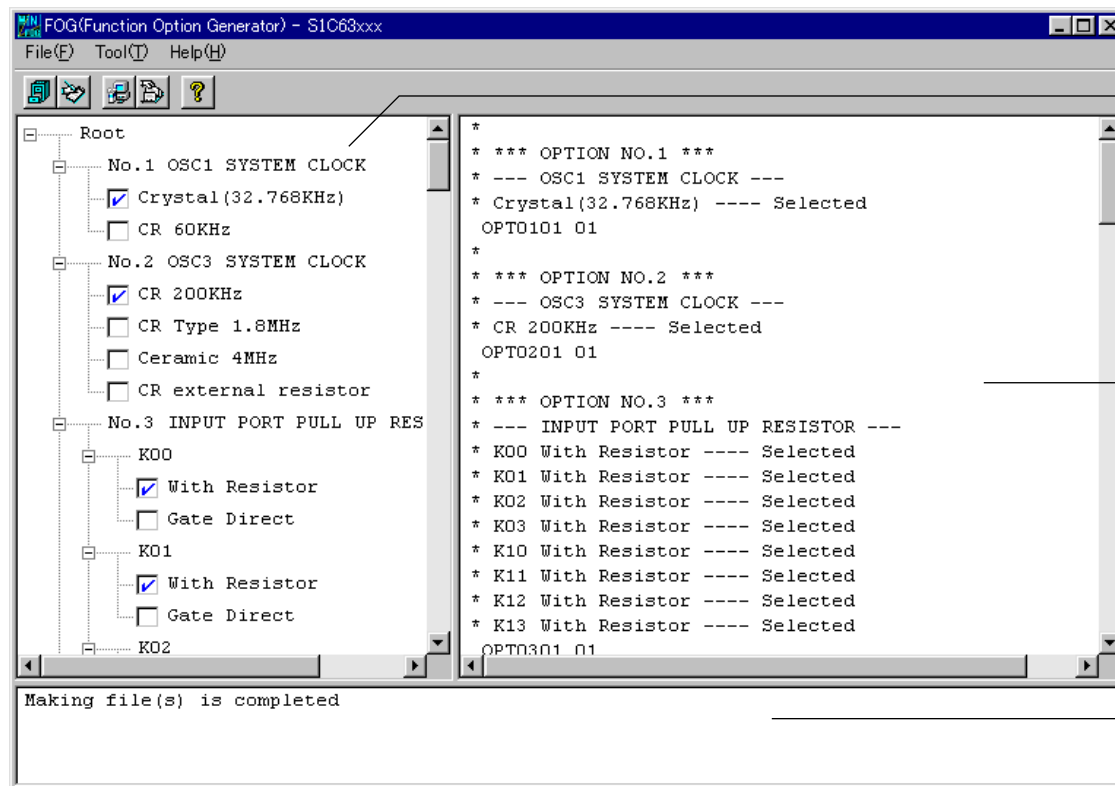 FOG(Function Option Generator) - S1C63xxx
File(F) Tool(T) Help(H)
Root
No.1 OSC1 SYSTEM CLOCK
Crystal(32.768KHz)
CR 60KHz
No.2 OSC3 SYSTEM CLOCK
CR 200KHz
CR Type 1.8MHz
Ceramic 4MHz
CR external resistor
No.3 INPUT PORT PULL UP RES
K00
With Resistor
Gate Direct
K01
With Resistor
Gate Direct
K02
*
* *** OPTION NO.1 ***
* --- OSC1 SYSTEM CLOCK ---
* Crystal(32.768KHz) ---- Selected
OPT0101 01
*
* *** OPTION NO.2 ***
* --- OSC3 SYSTEM CLOCK ---
* CR 200KHz ---- Selected
OPT0201 01
*
* *** OPTION NO.3 ***
* --- INPUT PORT PULL UP RESISTOR ---
* K00 With Resistor ---- Selected
* K01 With Resistor ---- Selected
* K02 With Resistor ---- Selected
* K03 With Resistor ---- Selected
* K10 With Resistor ---- Selected
* K11 With Resistor ---- Selected
* K12 With Resistor ---- Selected
* K13 With Resistor ---- Selected
OPT0301 01
Making file(s) is completed